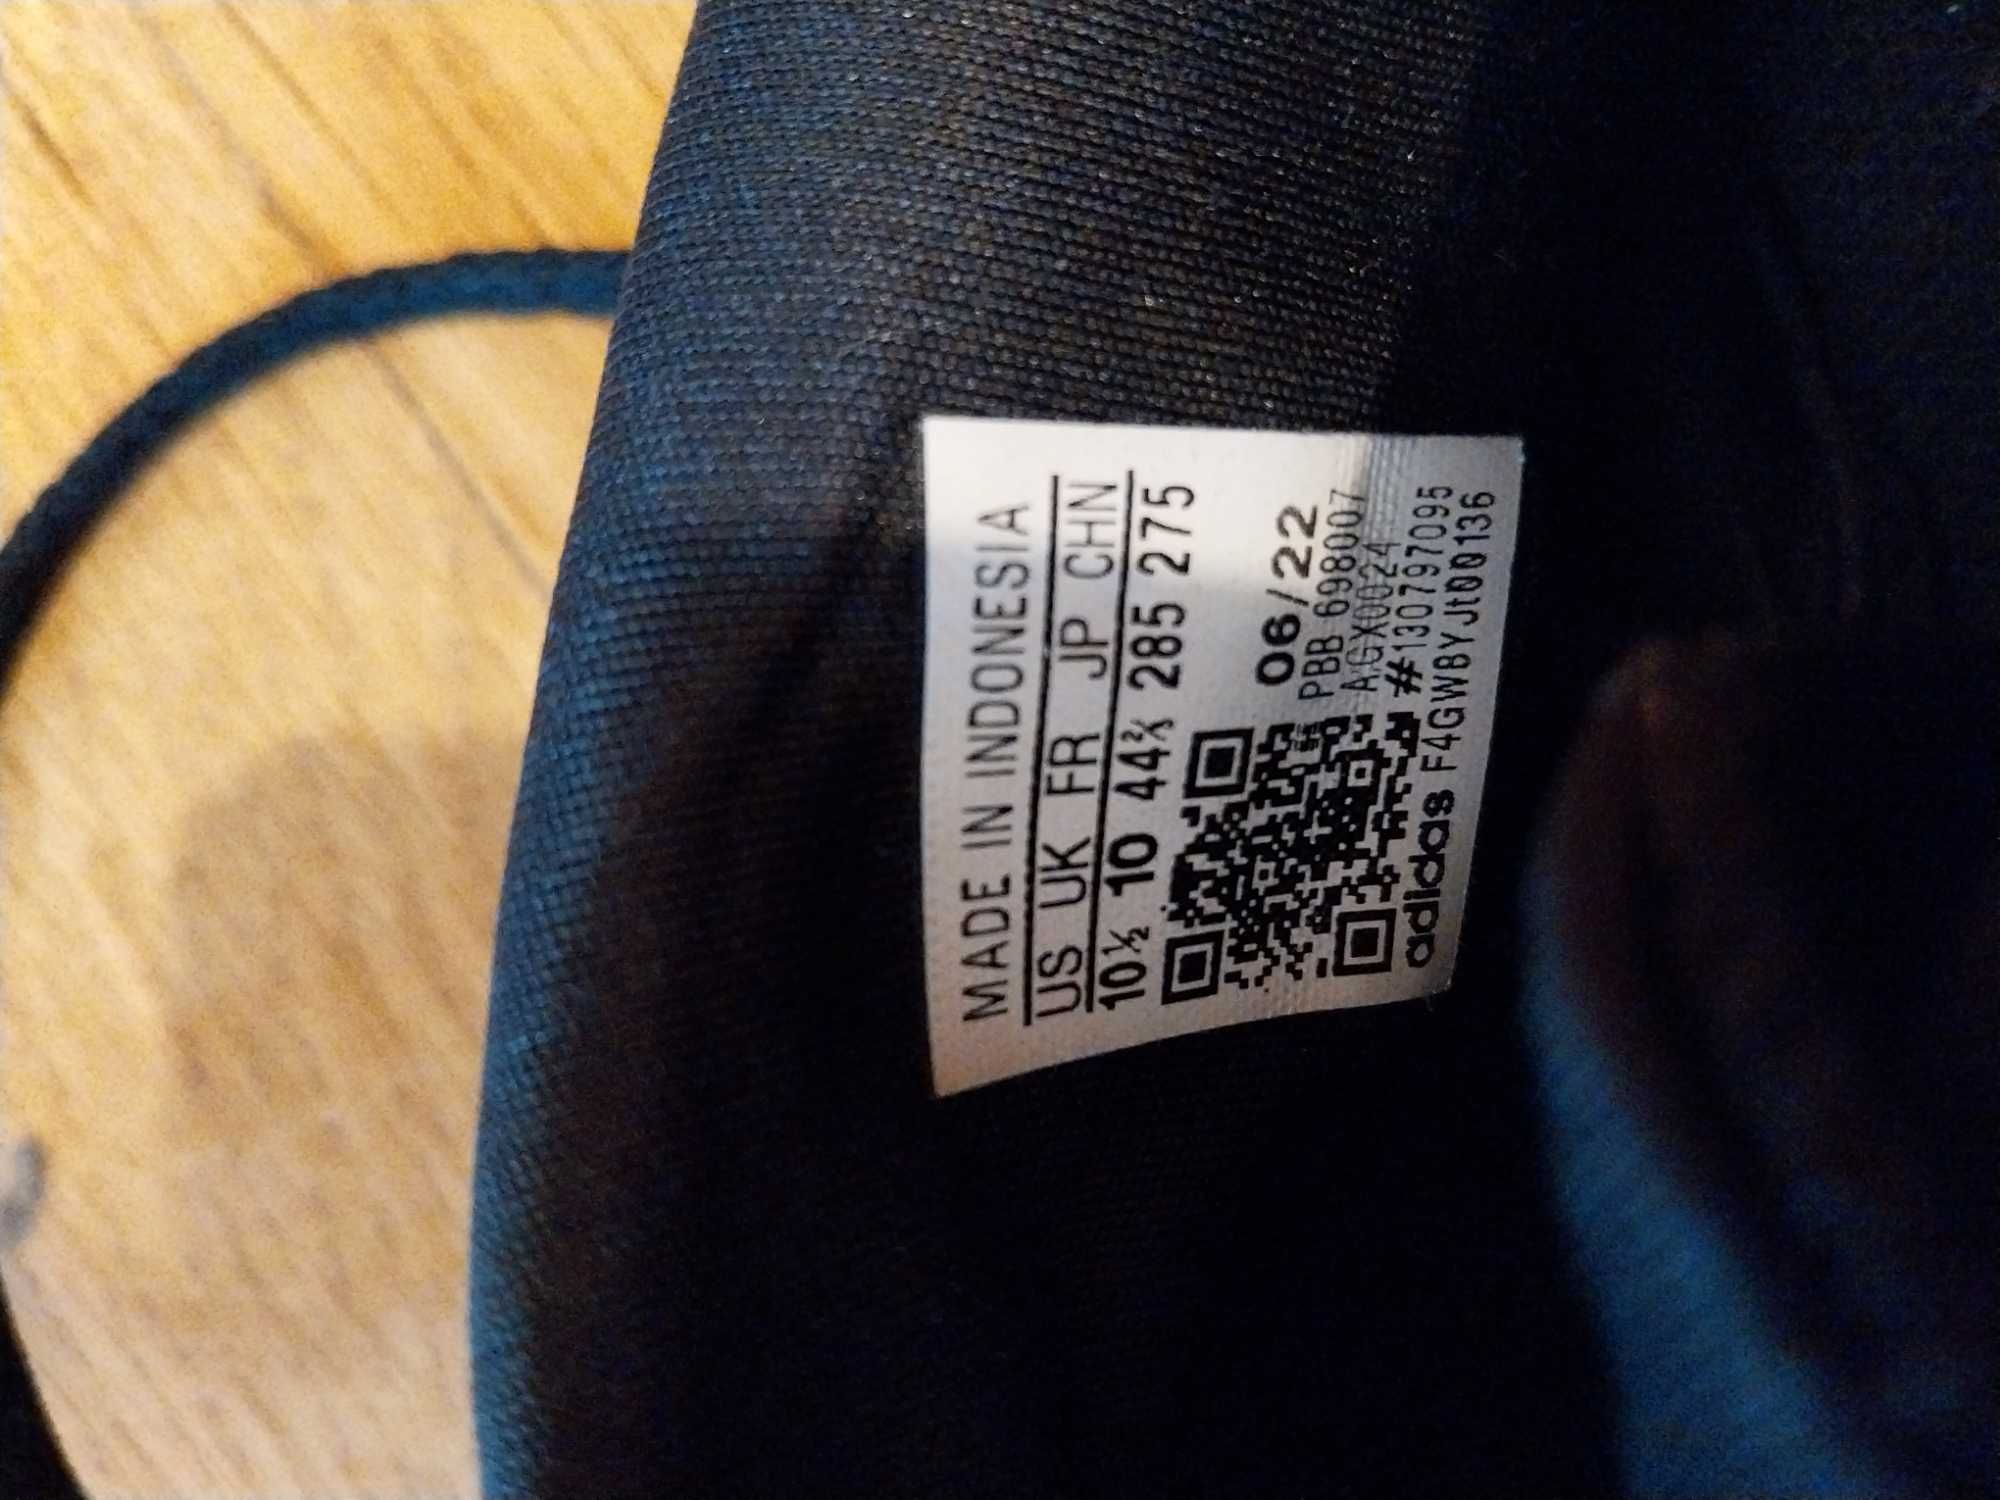 MADE IN INDONESIA
US UK FR JP CHN
10½ 10 44⅔ 285 275
06/22
PBB 698007
AGX0024
#130797095
adidas F4GW8YJt00136